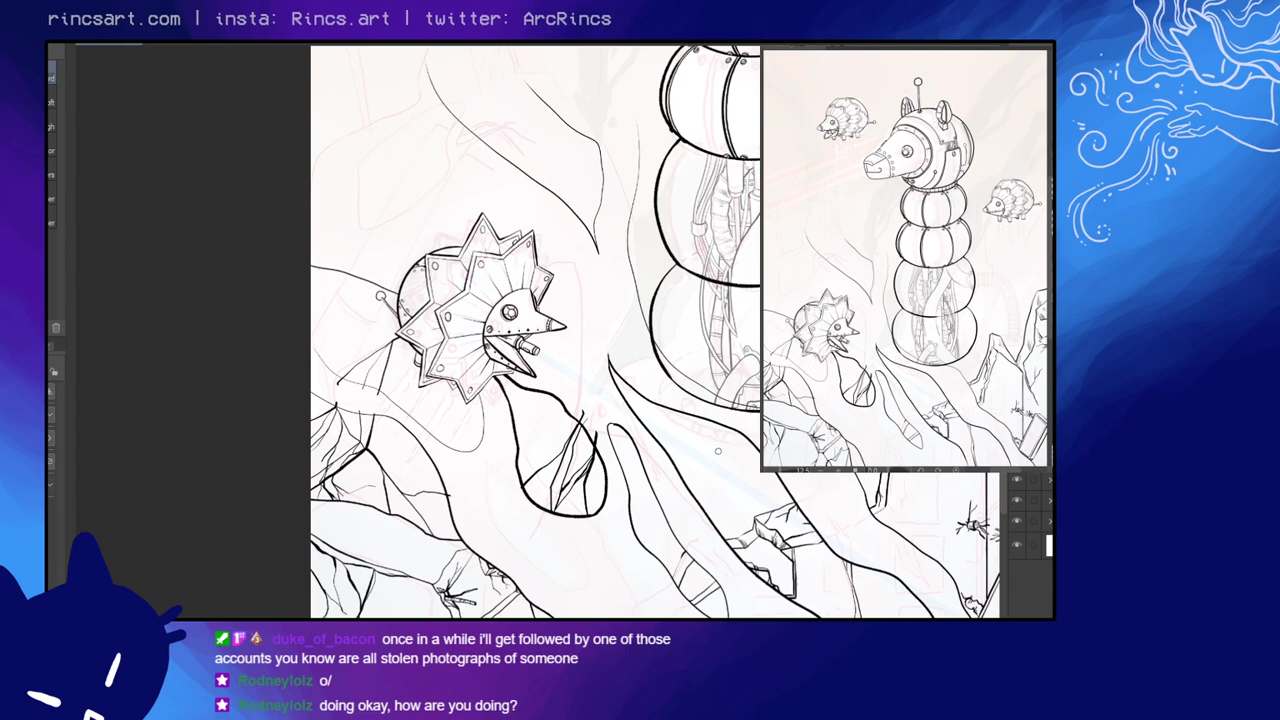 rincsart.com | insta: Rincs.art | twitter: ArcRincs
duke_of_bacon once in a while i'll get followed by one of those
accounts you know are all stolen photographs of someone
Rodneylolz o/
Rodneylolz doing okay, how are you doing?